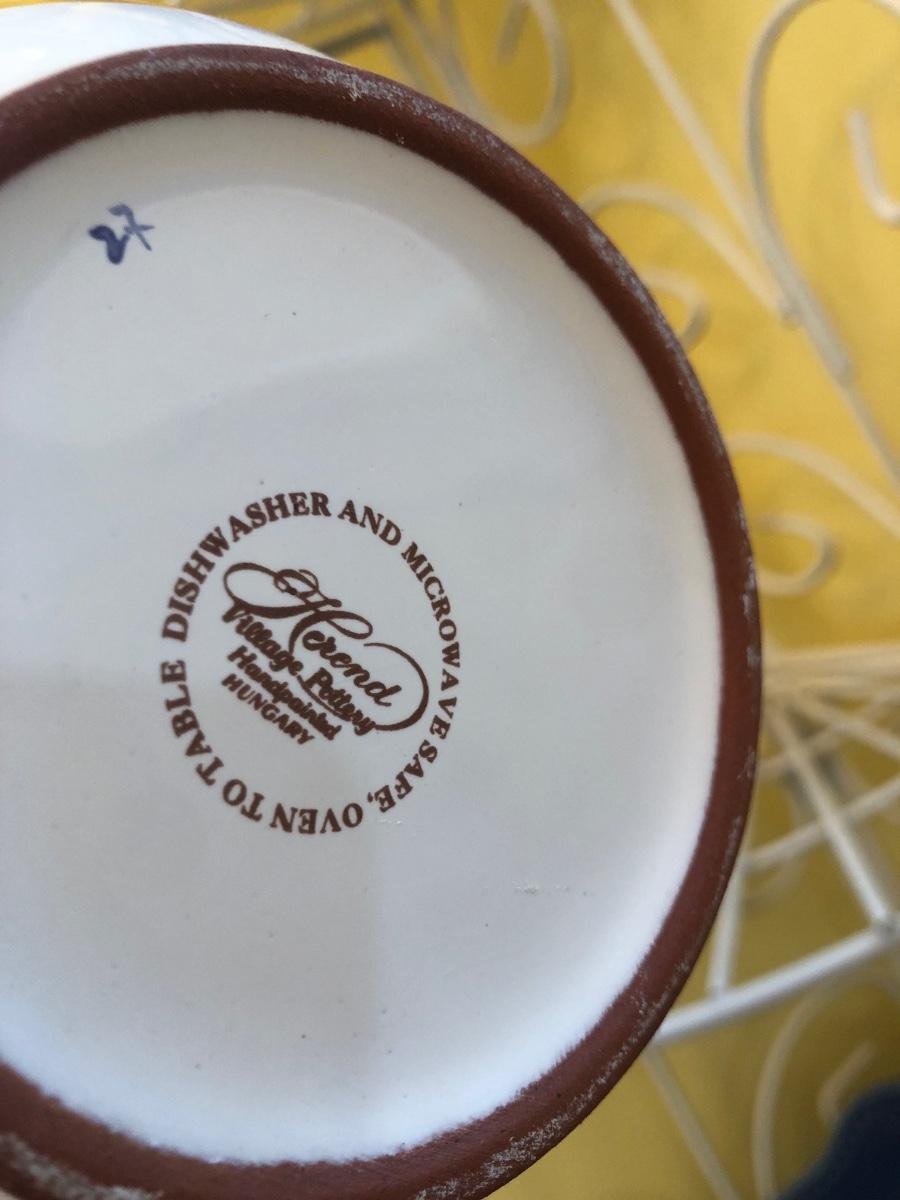 27
DISHWASHER AND MICROWAVE SAFE, OVEN TO TABLE
Herend
Village Pottery
Handpainted
HUNGARY